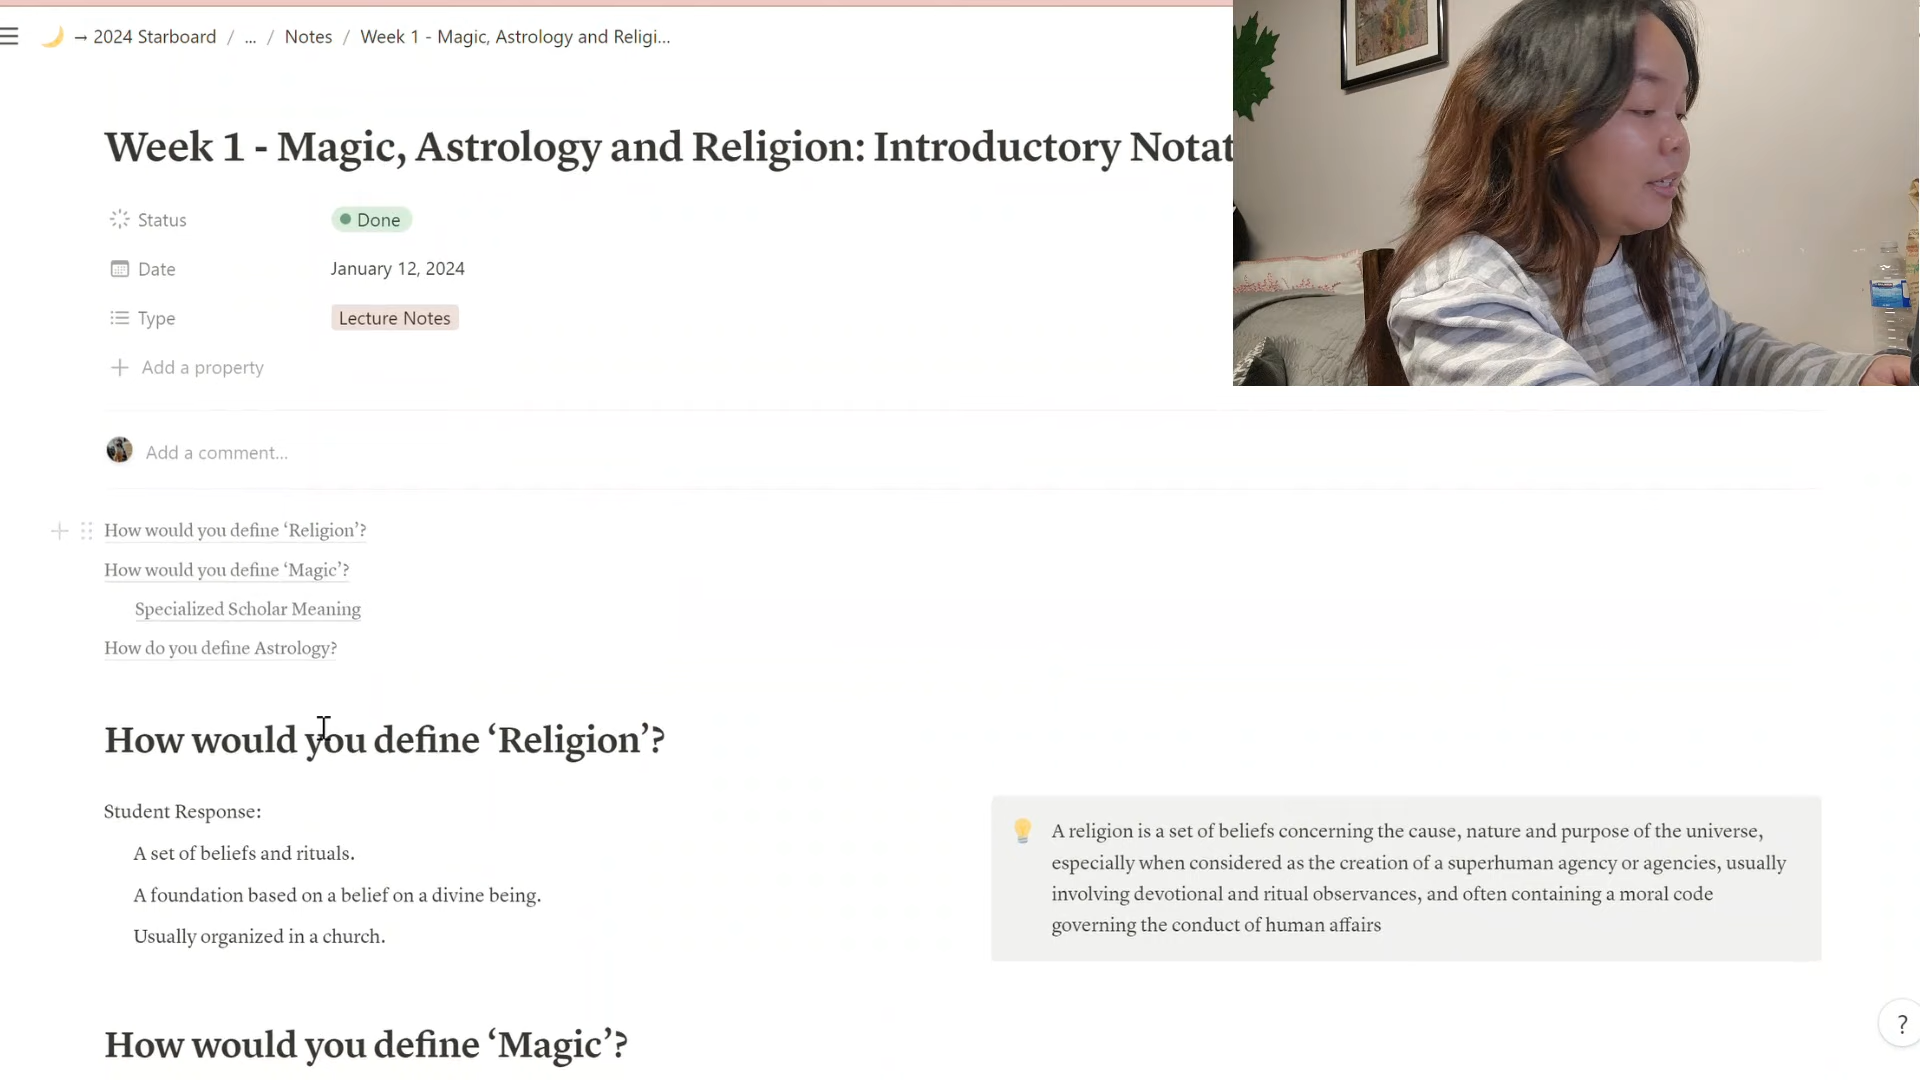 → 2024 Starboard / ... / Notes / Week 1 - Magic, Astrology and Religi...
Week 1 - Magic, Astrology and Religion: Introductory Notat
Status Done
Date January 12, 2024
Type Lecture Notes
Add a property
Add a comment...
How would you define ‘Religion’?
How would you define ‘Magic’?
Specialized Scholar Meaning
How do you define Astrology?
How would you define ‘Religion’?
Student Response:
A set of beliefs and rituals.
A foundation based on a belief on a divine being.
Usually organized in a church.
A religion is a set of beliefs concerning the cause, nature and purpose of the universe,
especially when considered as the creation of a superhuman agency or agencies, usually
involving devotional and ritual observances, and often containing a moral code
governing the conduct of human affairs
How would you define ‘Magic’?
?